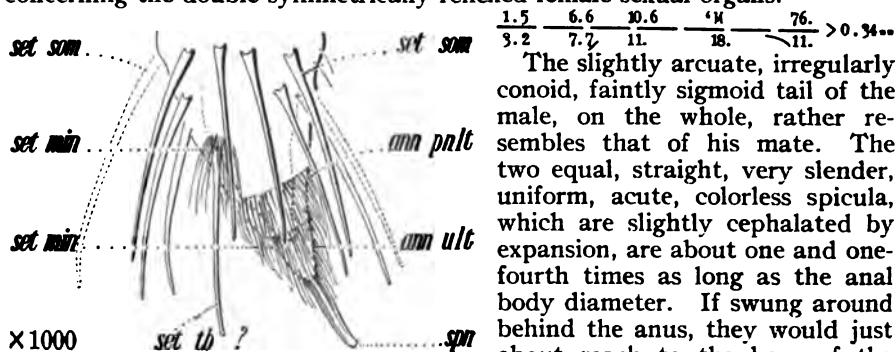 concerning the double symmetrically reflexed female sexual organs.
set som
set som
set min
ann pnlt
set min
ann ult
×1000
set tb ?
spn
1.5 6.6 10.6 'M 76.
3.2 7.7 11. 18. 11. >0.94..
The slightly arcuate, irregularly
conoid, faintly sigmoid tail of the
male, on the whole, rather re-
sembles that of his mate. The
two equal, straight, very slender,
uniform, acute, colorless spicula,
which are slightly cephalated by
expansion, are about one and one-
fourth times as long as the anal
body diameter. If swung around
behind the anus, they would just
about reach to the